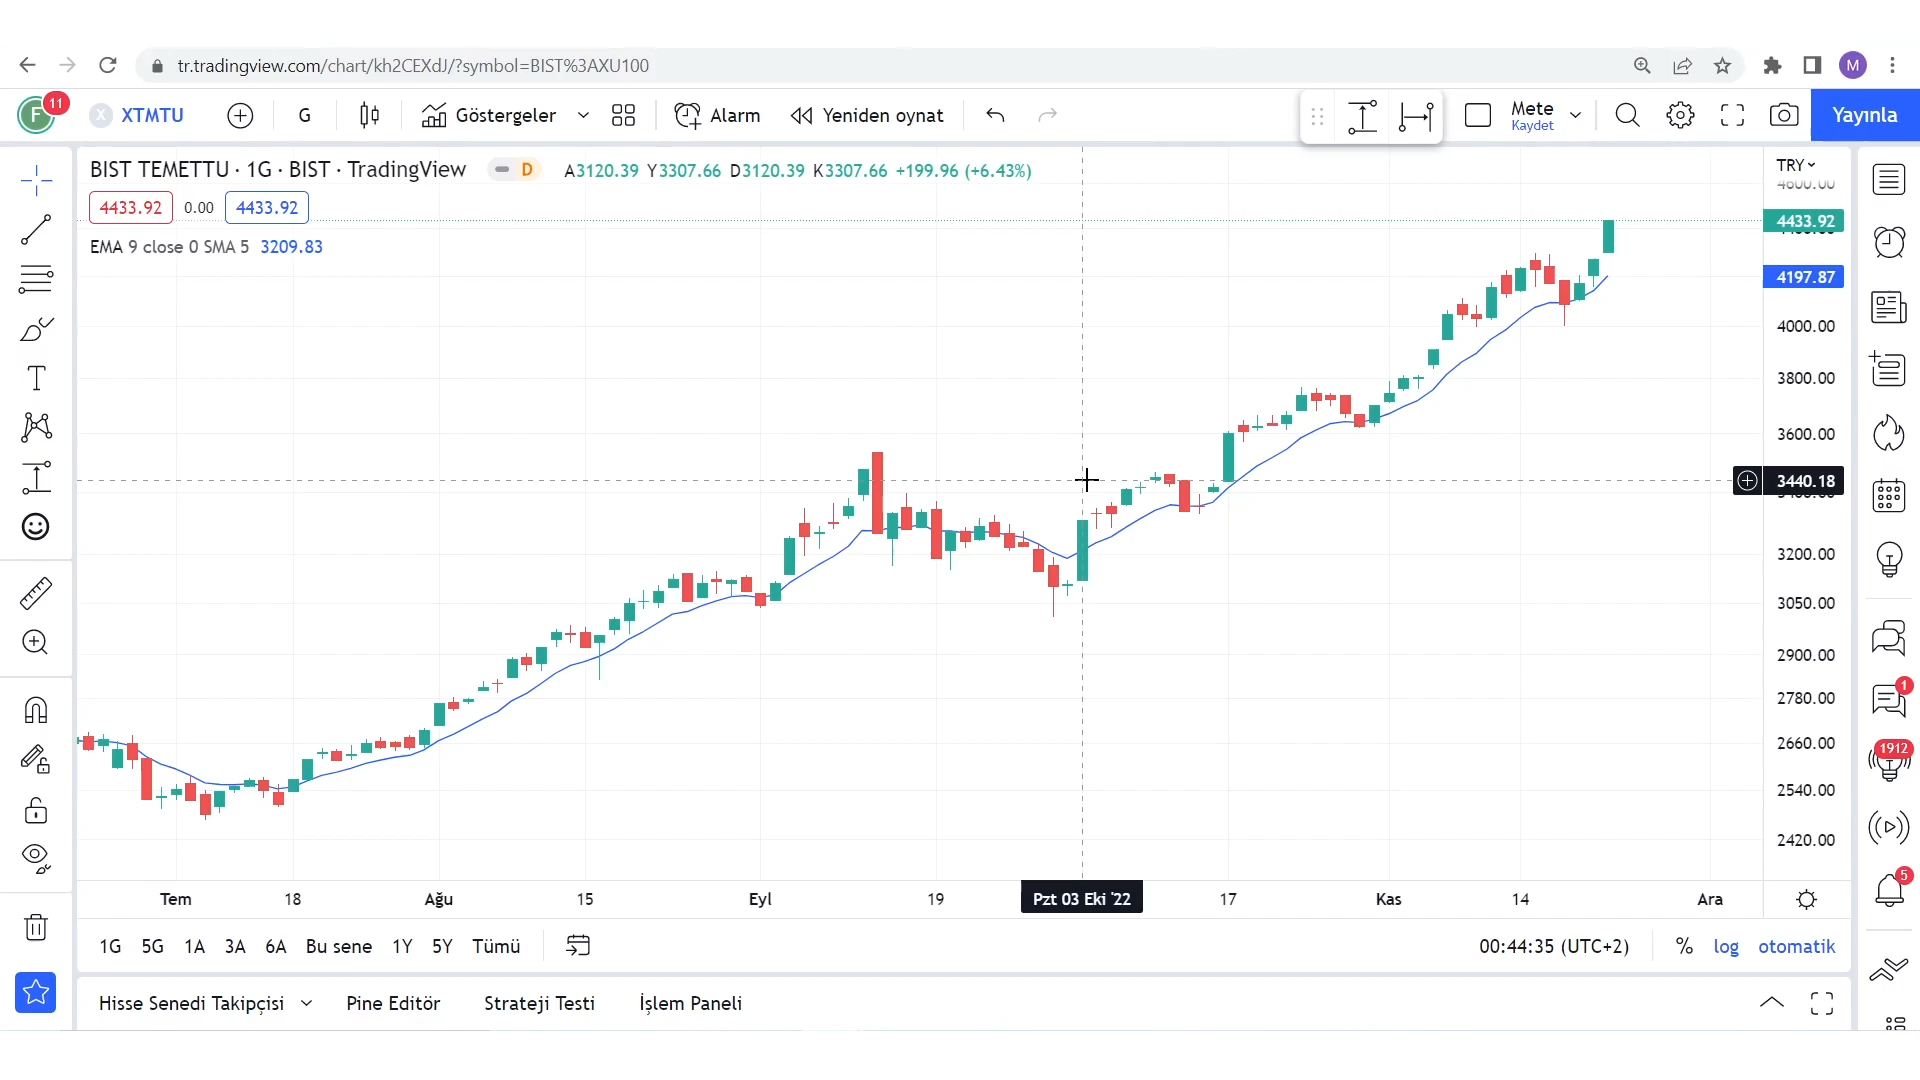 tr.tradingview.com/chart/kh2CEXdJ/?symbol=BIST%3AXU100
M
F 11 X XTMTU G Göstergeler Alarm Yeniden oynat Mete Kaydet Yayınla
BIST TEMETTU · 1G · BIST · TradingView D A3120.39 Y3307.66 D3120.39 K3307.66 +199.96 (+6.43%)
4433.92 0.00 4433.92
EMA 9 close 0 SMA 5 3209.83
TRY
4600.00
4433.92
4197.87
4000.00
3800.00
3600.00
3440.18
3200.00
3050.00
2900.00
2780.00
2660.00
2540.00
2420.00
T
1
1912
5
Tem 18 Ağu 15 Eyl 19 Pzt 03 Eki '22 17 Kas 14 Ara
1G 5G 1A 3A 6A Bu sene 1Y 5Y Tümü 00:44:35 (UTC+2) % log otomatik
Hisse Senedi Takipçisi Pine Editör Strateji Testi İşlem Paneli